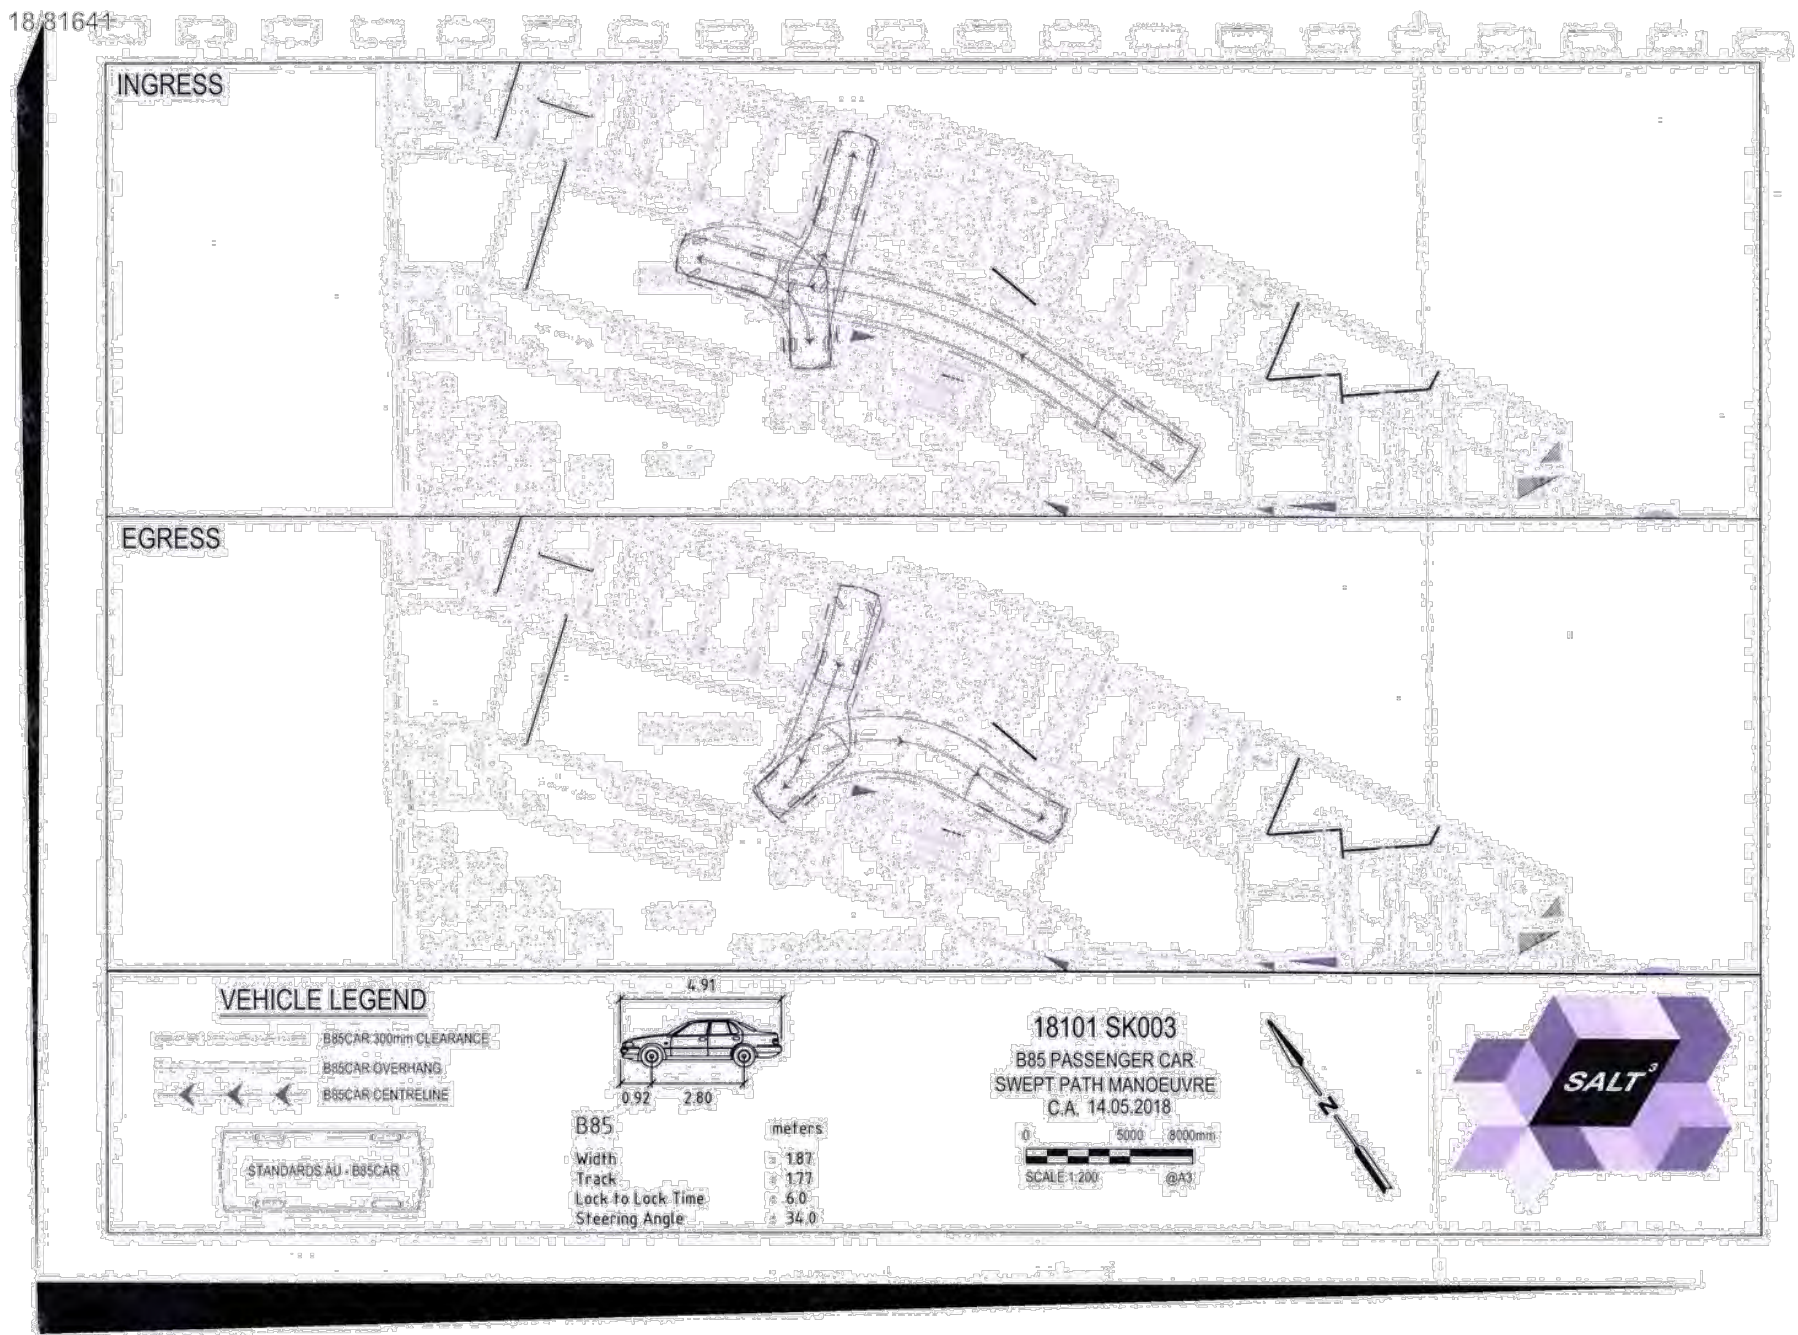 18/81641
INGRESS
EGRESS
VEHICLE LEGEND
B85CAR 300mm CLEARANCE
B85CAR OVERHANG
B85CAR CENTRELINE
STANDARDS AU - B85CAR
4.91
0.92 2.80
B85 meters
Width : 1.87
Track : 1.77
Lock to Lock Time : 6.0
Steering Angle : 34.0
18101 SK003
B85 PASSENGER CAR
SWEPT PATH MANOEUVRE
C.A. 14.05.2018
0 5000 8000mm
SCALE 1:200 @A3
N
SALT³